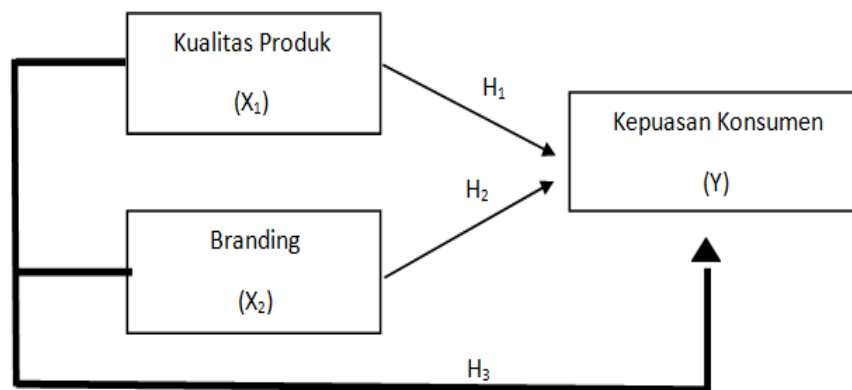 Kualitas Produk
(X₁)
H₁
Kepuasan Konsumen
(Y)
H₂
Branding
(X₂)
H₃